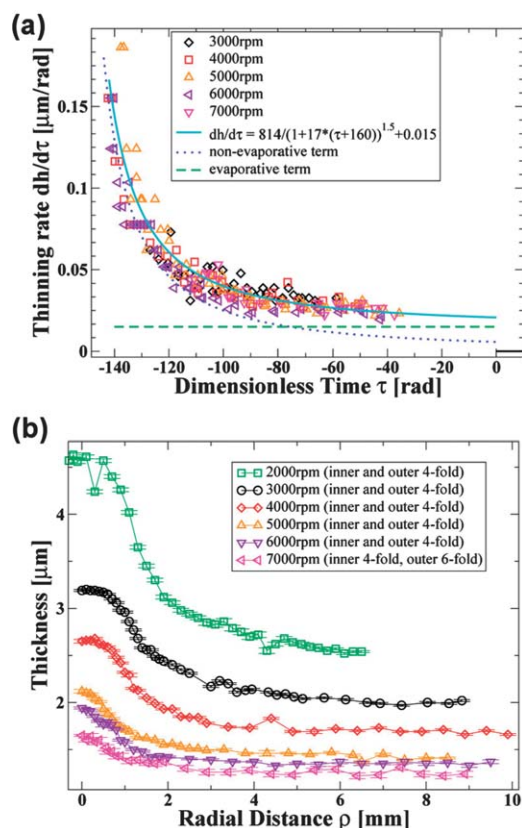 (a)
3000rpm
4000rpm
5000rpm
6000rpm
7000rpm
dh/dτ = 814/(1+17*(τ+160))^1.5+0.015
non-evaporative term
evaporative term
Thinning rate dh/dτ [μm/rad]
0.15
0.1
0.05
0
-140 -120 -100 -80 -60 -40 -20 0
Dimensionless Time τ [rad]
(b)
2000rpm (inner and outer 4-fold)
3000rpm (inner and outer 4-fold)
4000rpm (inner and outer 4-fold)
5000rpm (inner and outer 4-fold)
6000rpm (inner and outer 4-fold)
7000rpm (inner 4-fold, outer 6-fold)
Thickness [μm]
4
3
2
0 2 4 6 8 10
Radial Distance ρ [mm]